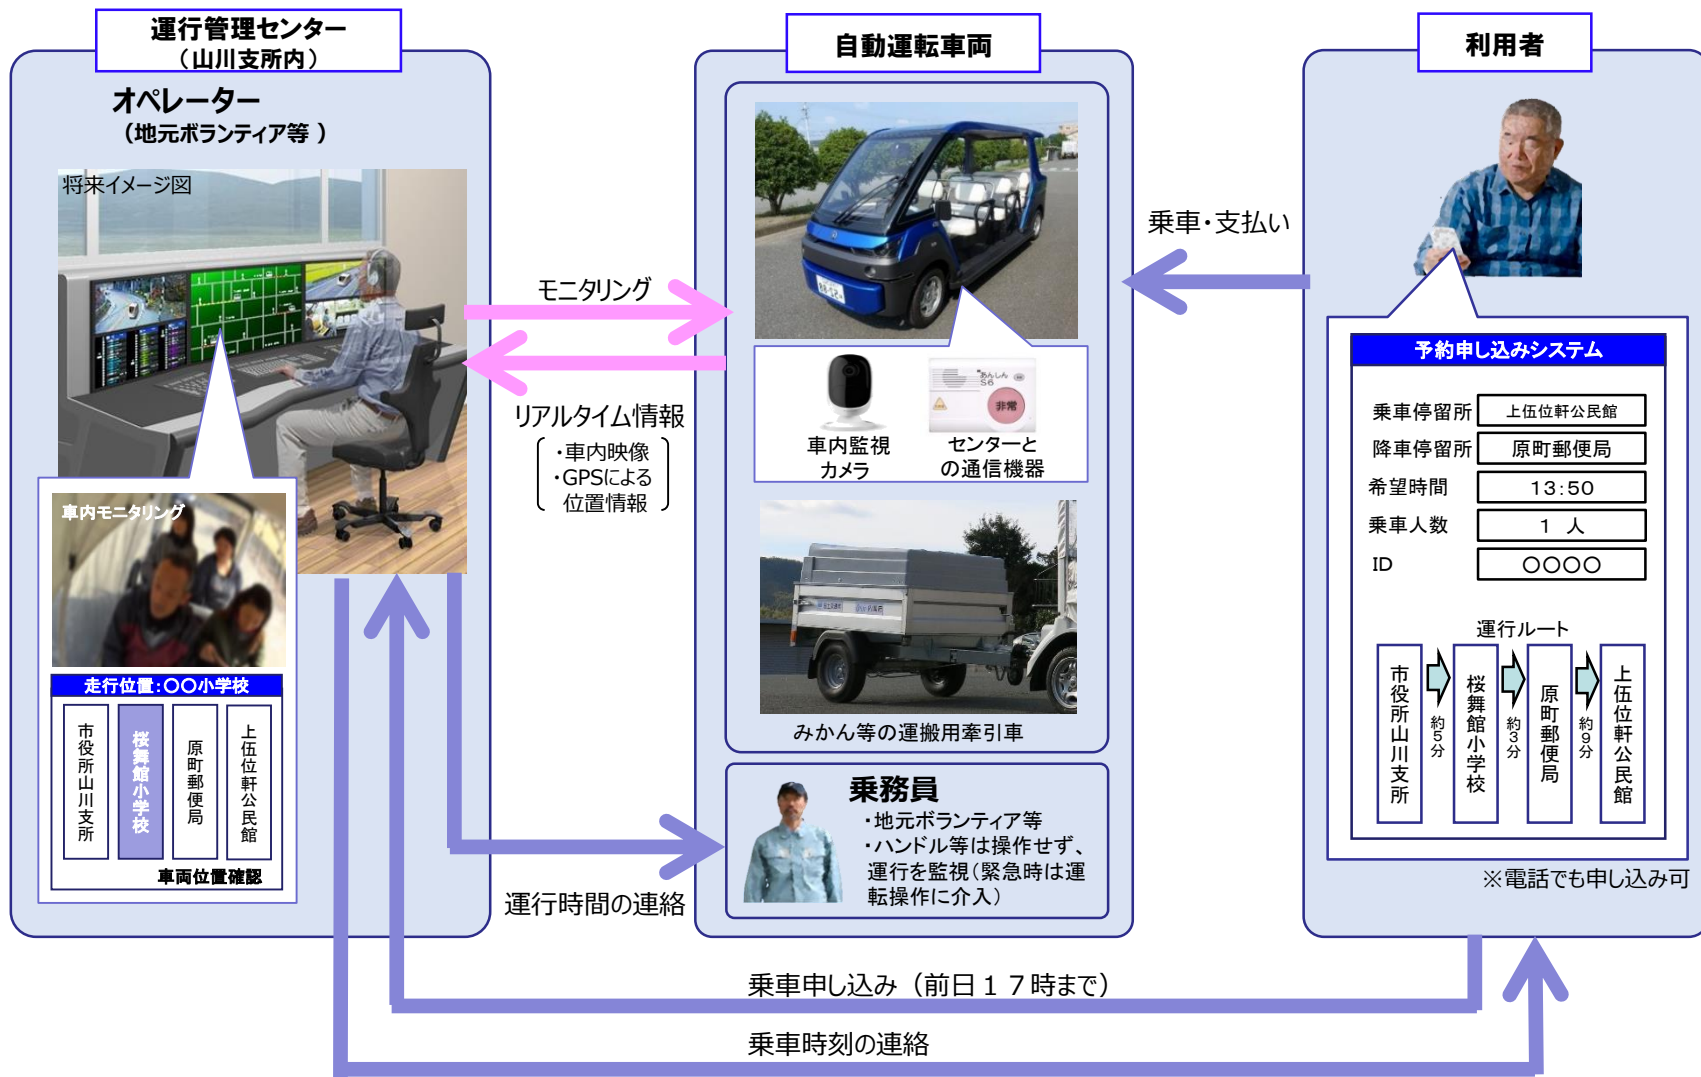 運行管理センター
（山川支所内）
オペレーター
（地元ボランティア等 ）
将来イメージ図
車内モニタリング
走行位置：〇〇小学校
市役所山川支所
桜舞館小学校
原町郵便局
上伍位軒公民館
車両位置確認
モニタリング
リアルタイム情報
・車内映像
・GPSによる
位置情報
運行時間の連絡
自動運転車両
あんしん
S6
非常
車内監視
カメラ
センターと
の通信機器
みかん等の運搬用牽引車
乗務員
・地元ボランティア等
・ハンドル等は操作せず、
運行を監視（緊急時は運
転操作に介入）
乗車・支払い
利用者
予約申し込みシステム
乗車停留所 上伍位軒公民館
降車停留所 原町郵便局
希望時間 13：50
乗車人数 1 人
ID 〇〇〇〇
運行ルート
市役所山川支所
約5分
桜舞館小学校
約3分
原町郵便局
約9分
上伍位軒公民館
※電話でも申し込み可
乗車申し込み（前日１７時まで）
乗車時刻の連絡